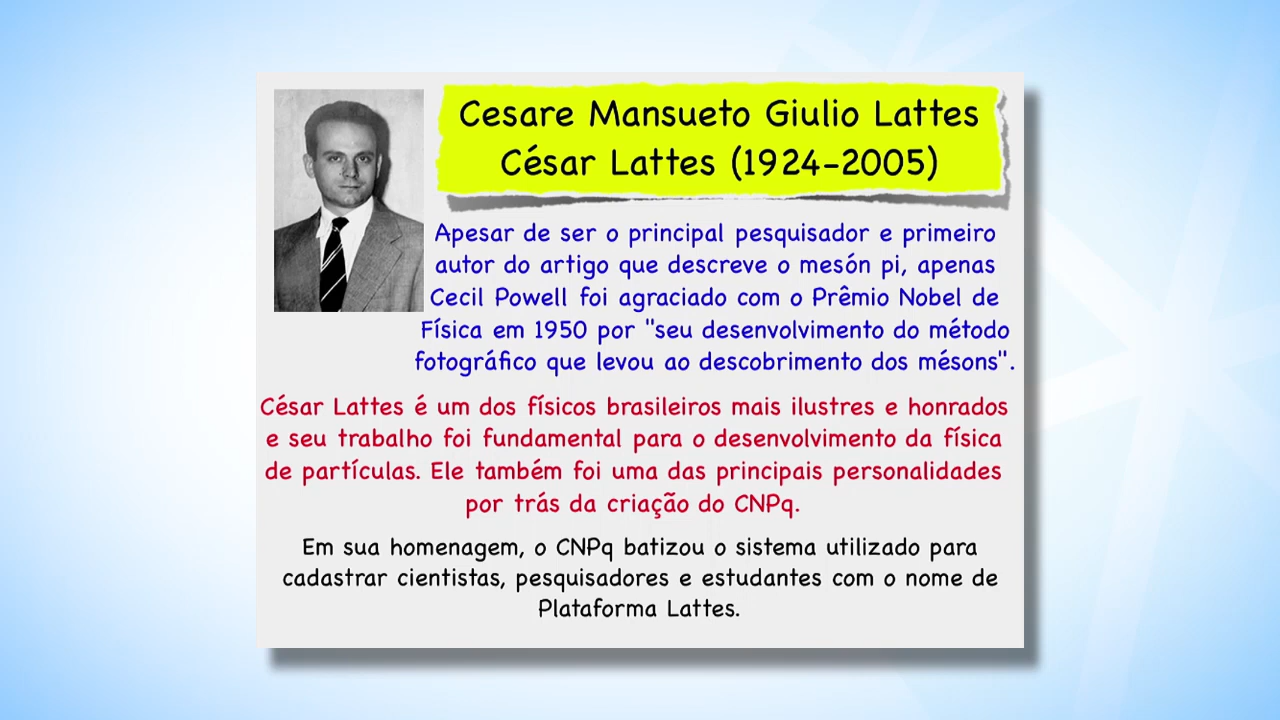 Cesare Mansueto Giulio Lattes
César Lattes (1924-2005)
Apesar de ser o principal pesquisador e primeiro
autor do artigo que descreve o mesón pi, apenas
Cecil Powell foi agraciado com o Prêmio Nobel de
Física em 1950 por "seu desenvolvimento do método
fotográfico que levou ao descobrimento dos mésons".
César Lattes é um dos físicos brasileiros mais ilustres e honrados
e seu trabalho foi fundamental para o desenvolvimento da física
de partículas. Ele também foi uma das principais personalidades
por trás da criação do CNPq.
Em sua homenagem, o CNPq batizou o sistema utilizado para
cadastrar cientistas, pesquisadores e estudantes com o nome de
Plataforma Lattes.